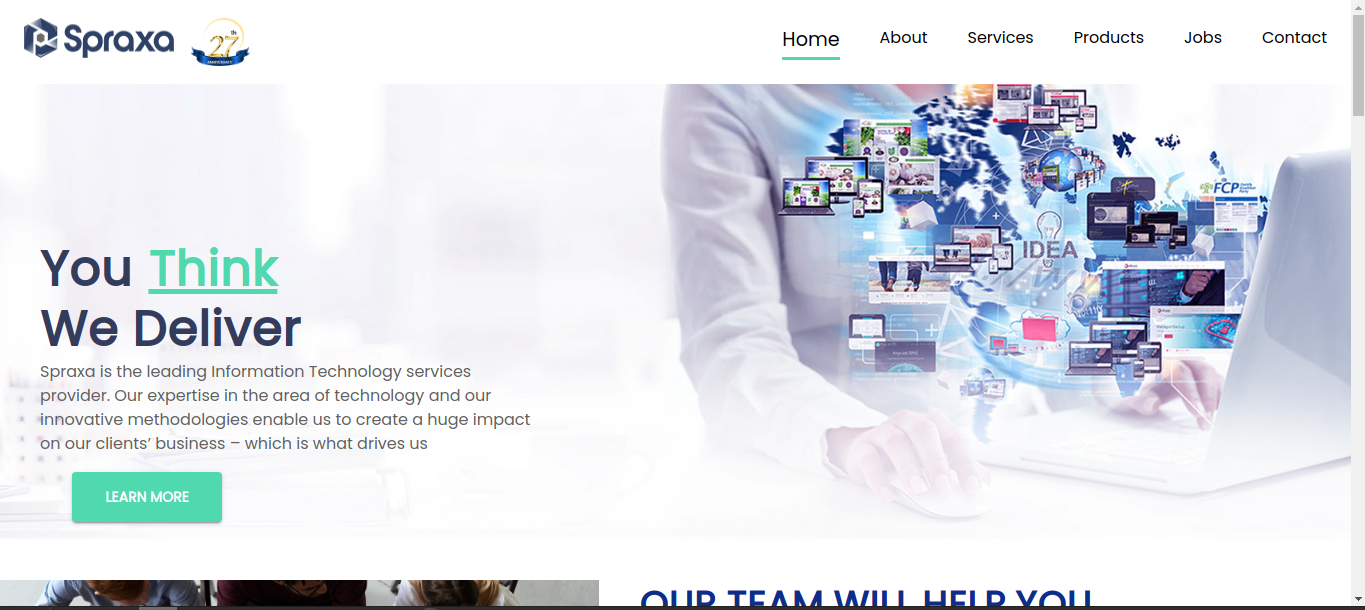 Spraxa
27th
ANNIVERSARY
Home
About
Services
Products
Jobs
Contact
You Think
We Deliver
Spraxa is the leading Information Technology services
provider. Our expertise in the area of technology and our
innovative methodologies enable us to create a huge impact
on our clients’ business – which is what drives us
LEARN MORE
FCP
IDEA
OUR TEAM WILL HELP YOU